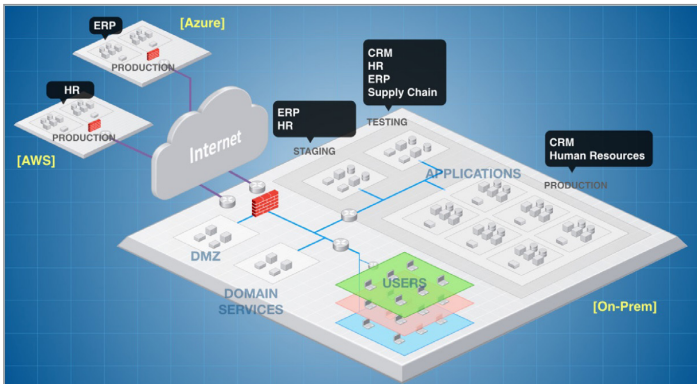 ERP
[Azure]
PRODUCTION
HR
PRODUCTION
[AWS]
Internet
CRM
HR
ERP
Supply Chain
TESTING
ERP
HR
STAGING
CRM
Human Resources
APPLICATIONS
PRODUCTION
DMZ
DOMAIN
SERVICES
USERS
[On-Prem]